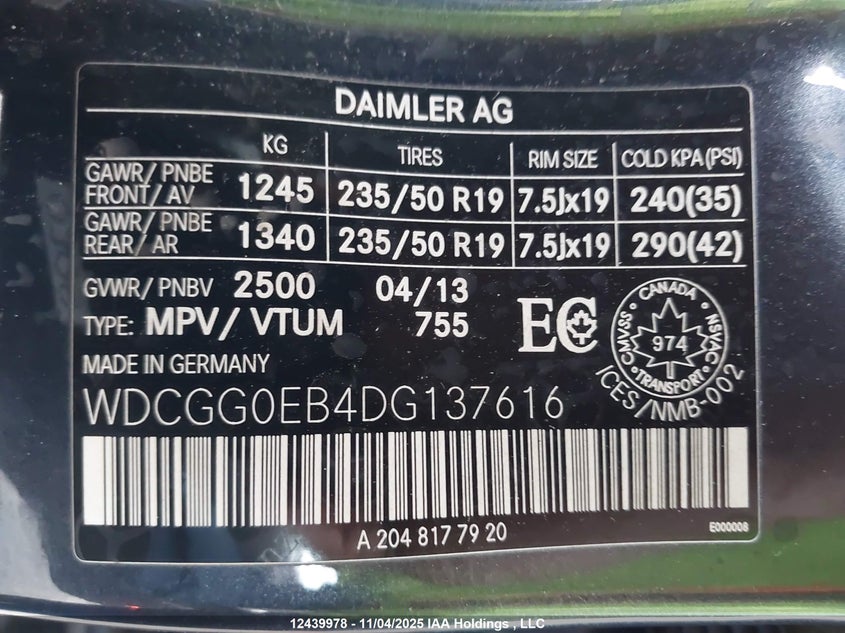 DAIMLER AG
KG TIRES RIM SIZE COLD KPA (PSI)
GAWR/ PNBE FRONT/ AV 1245 235/50 R19 7.5Jx19 240(35)
GAWR/ PNBE REAR/ AR 1340 235/50 R19 7.5Jx19 290(42)
GVWR/ PNBV 2500 04/13
TYPE: MPV/ VTUM 755
EC
CANADA
CMVSS 974 NSVAC
TRANSPORT
ICES/NMB-002
MADE IN GERMANY
WDCGG0EB4DG137616
A 204 817 79 20
E000008
12439978 - 11/04/2025 IAA Holdings , LLC